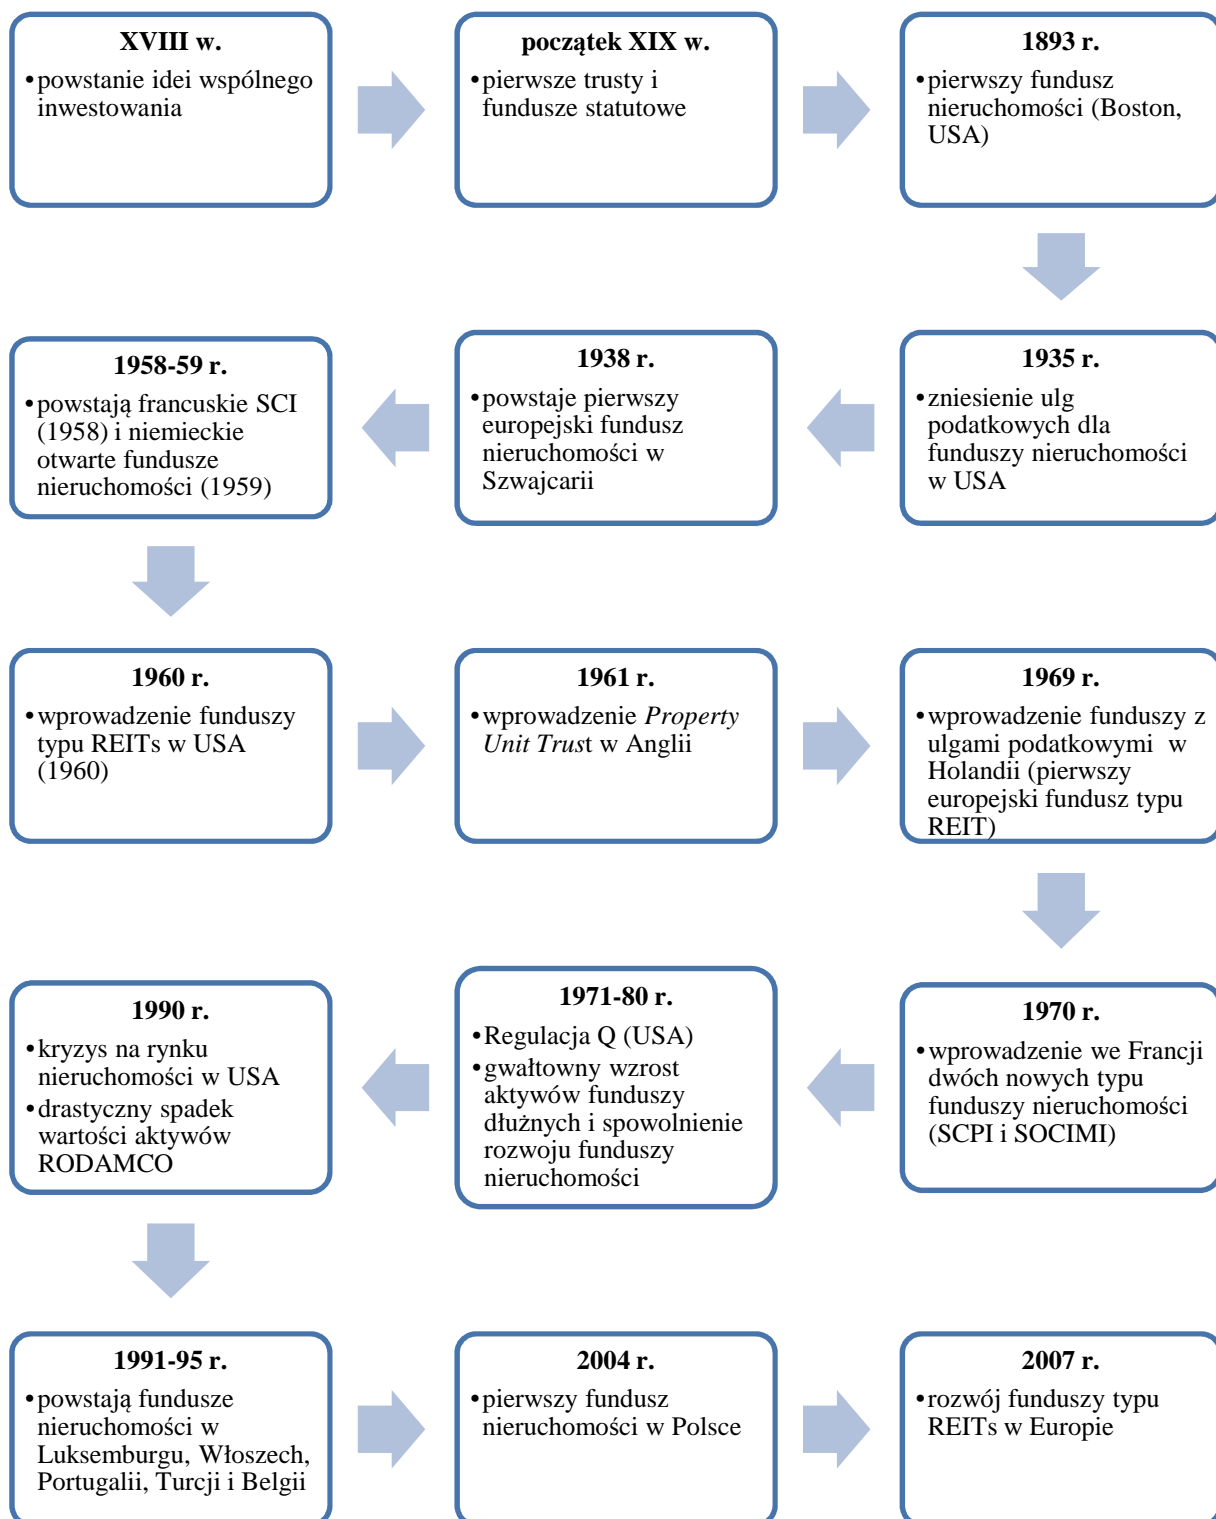 XVIII w.
•powstanie idei wspólnego
inwestowania
początek XIX w.
•pierwsze trusty i
fundusze statutowe
1893 r.
•pierwszy fundusz
nieruchomości (Boston,
USA)
1935 r.
•zniesienie ulg
podatkowych dla
funduszy nieruchomości
w USA
1938 r.
•powstaje pierwszy
europejski fundusz
nieruchomości w
Szwajcarii
1958-59 r.
•powstają francuskie SCI
(1958) i niemieckie
otwarte fundusze
nieruchomości (1959)
1960 r.
•wprowadzenie funduszy
typu REITs w USA
(1960)
1961 r.
•wprowadzenie Property
Unit Trust w Anglii
1969 r.
•wprowadzenie funduszy z
ulgami podatkowymi w
Holandii (pierwszy
europejski fundusz typu
REIT)
1970 r.
•wprowadzenie we Francji
dwóch nowych typu
funduszy nieruchomości
(SCPI i SOCIMI)
1971-80 r.
•Regulacja Q (USA)
•gwałtowny wzrost
aktywów funduszy
dłużnych i spowolnienie
rozwoju funduszy
nieruchomości
1990 r.
•kryzys na rynku
nieruchomości w USA
•drastyczny spadek
wartości aktywów
RODAMCO
1991-95 r.
•powstają fundusze
nieruchomości w
Luksemburgu, Włoszech,
Portugalii, Turcji i Belgii
2004 r.
•pierwszy fundusz
nieruchomości w Polsce
2007 r.
•rozwój funduszy typu
REITs w Europie